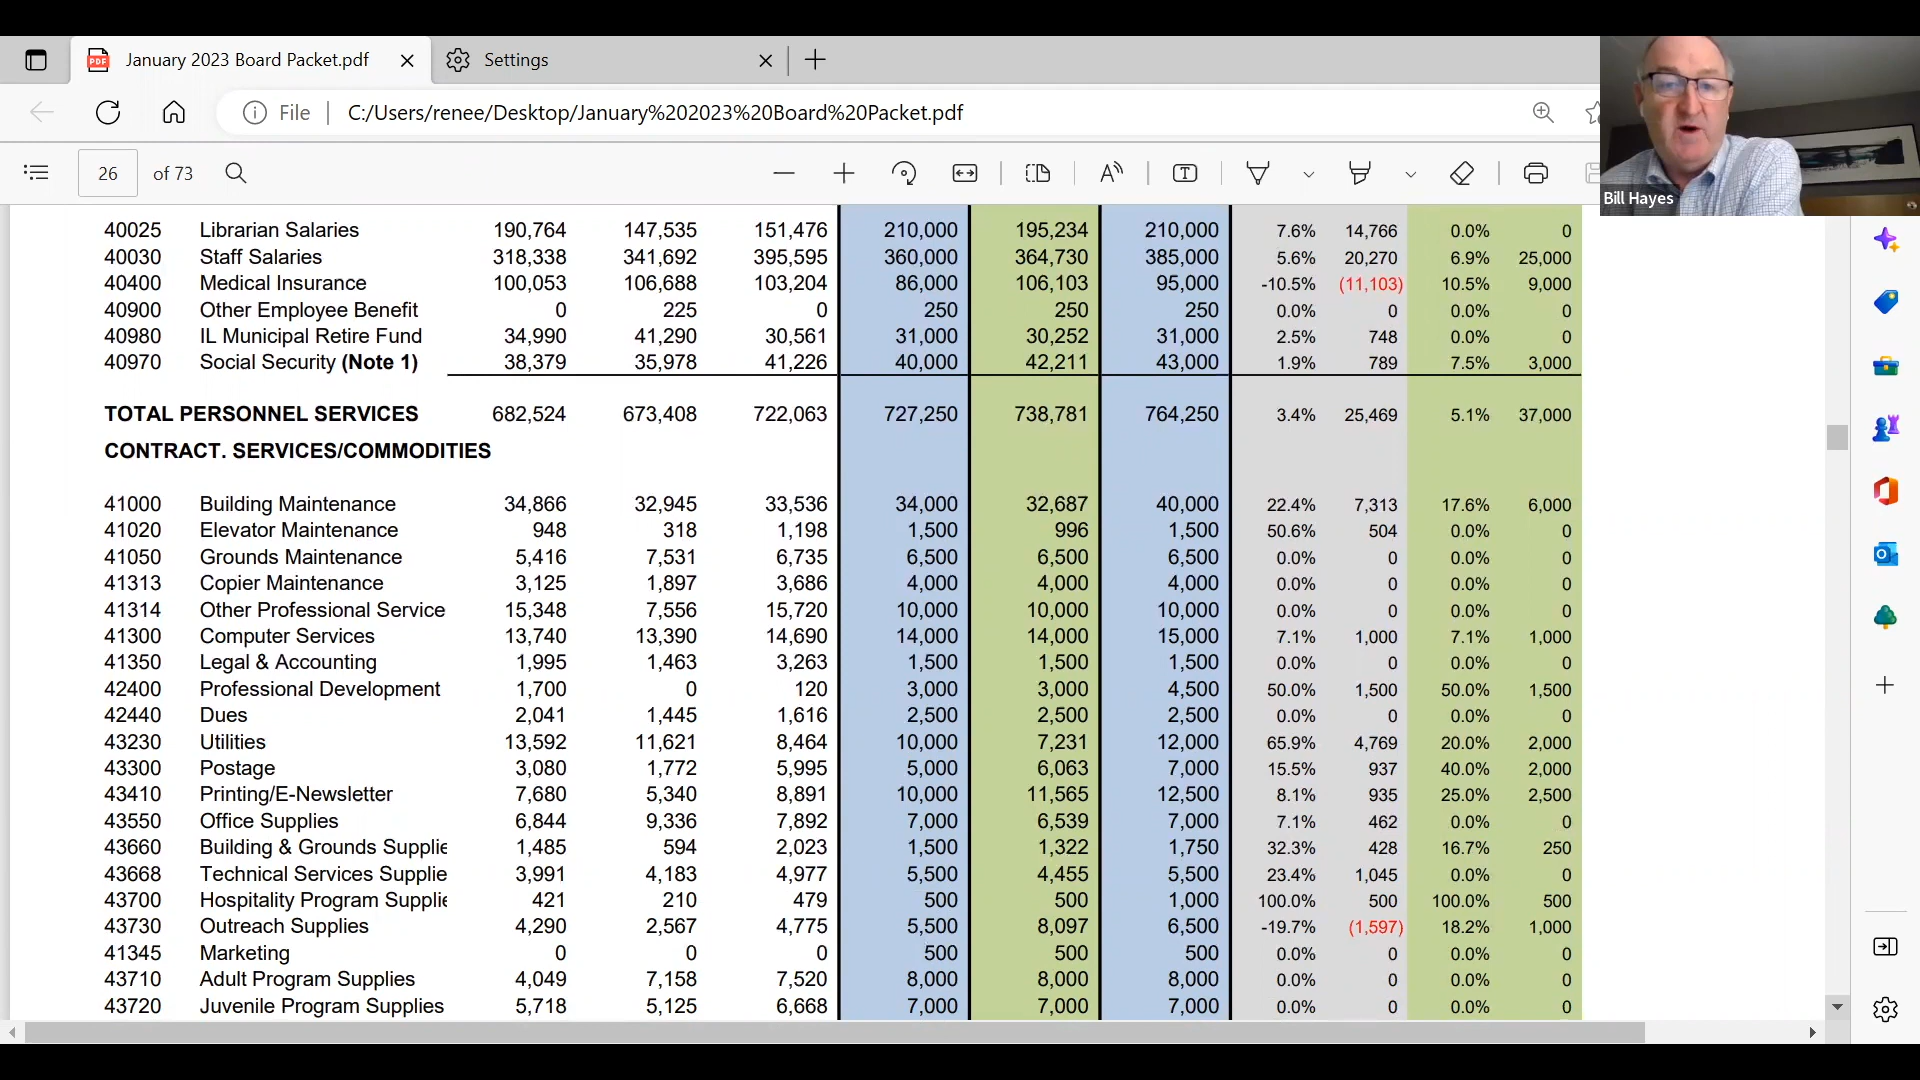 January 2023 Board Packet.pdf Settings
File C:/Users/renee/Desktop/January%202023%20Board%20Packet.pdf
26 of 73
Bill Hayes
40025 Librarian Salaries 190,764 147,535 151,476 210,000 195,234 210,000 7.6% 14,766 0.0% 0
40030 Staff Salaries 318,338 341,692 395,595 360,000 364,730 385,000 5.6% 20,270 6.9% 25,000
40400 Medical Insurance 100,053 106,688 103,204 86,000 106,103 95,000 -10.5% (11,103) 10.5% 9,000
40900 Other Employee Benefit 0 225 0 250 250 250 0.0% 0 0.0% 0
40980 IL Municipal Retire Fund 34,990 41,290 30,561 31,000 30,252 31,000 2.5% 748 0.0% 0
40970 Social Security (Note 1) 38,379 35,978 41,226 40,000 42,211 43,000 1.9% 789 7.5% 3,000
TOTAL PERSONNEL SERVICES 682,524 673,408 722,063 727,250 738,781 764,250 3.4% 25,469 5.1% 37,000
CONTRACT. SERVICES/COMMODITIES
41000 Building Maintenance 34,866 32,945 33,536 34,000 32,687 40,000 22.4% 7,313 17.6% 6,000
41020 Elevator Maintenance 948 318 1,198 1,500 996 1,500 50.6% 504 0.0% 0
41050 Grounds Maintenance 5,416 7,531 6,735 6,500 6,500 6,500 0.0% 0 0.0% 0
41313 Copier Maintenance 3,125 1,897 3,686 4,000 4,000 4,000 0.0% 0 0.0% 0
41314 Other Professional Service 15,348 7,556 15,720 10,000 10,000 10,000 0.0% 0 0.0% 0
41300 Computer Services 13,740 13,390 14,690 14,000 14,000 15,000 7.1% 1,000 7.1% 1,000
41350 Legal & Accounting 1,995 1,463 3,263 1,500 1,500 1,500 0.0% 0 0.0% 0
42400 Professional Development 1,700 0 120 3,000 3,000 4,500 50.0% 1,500 50.0% 1,500
42440 Dues 2,041 1,445 1,616 2,500 2,500 2,500 0.0% 0 0.0% 0
43230 Utilities 13,592 11,621 8,464 10,000 7,231 12,000 65.9% 4,769 20.0% 2,000
43300 Postage 3,080 1,772 5,995 5,000 6,063 7,000 15.5% 937 40.0% 2,000
43410 Printing/E-Newsletter 7,680 5,340 8,891 10,000 11,565 12,500 8.1% 935 25.0% 2,500
43550 Office Supplies 6,844 9,336 7,892 7,000 6,539 7,000 7.1% 462 0.0% 0
43660 Building & Grounds Supplie 1,485 594 2,023 1,500 1,322 1,750 32.3% 428 16.7% 250
43668 Technical Services Supplie 3,991 4,183 4,977 5,500 4,455 5,500 23.4% 1,045 0.0% 0
43700 Hospitality Program Supplie 421 210 479 500 500 1,000 100.0% 500 100.0% 500
43730 Outreach Supplies 4,290 2,567 4,775 5,500 8,097 6,500 -19.7% (1,597) 18.2% 1,000
41345 Marketing 0 0 0 500 500 500 0.0% 0 0.0% 0
43710 Adult Program Supplies 4,049 7,158 7,520 8,000 8,000 8,000 0.0% 0 0.0% 0
43720 Juvenile Program Supplies 5,718 5,125 6,668 7,000 7,000 7,000 0.0% 0 0.0% 0